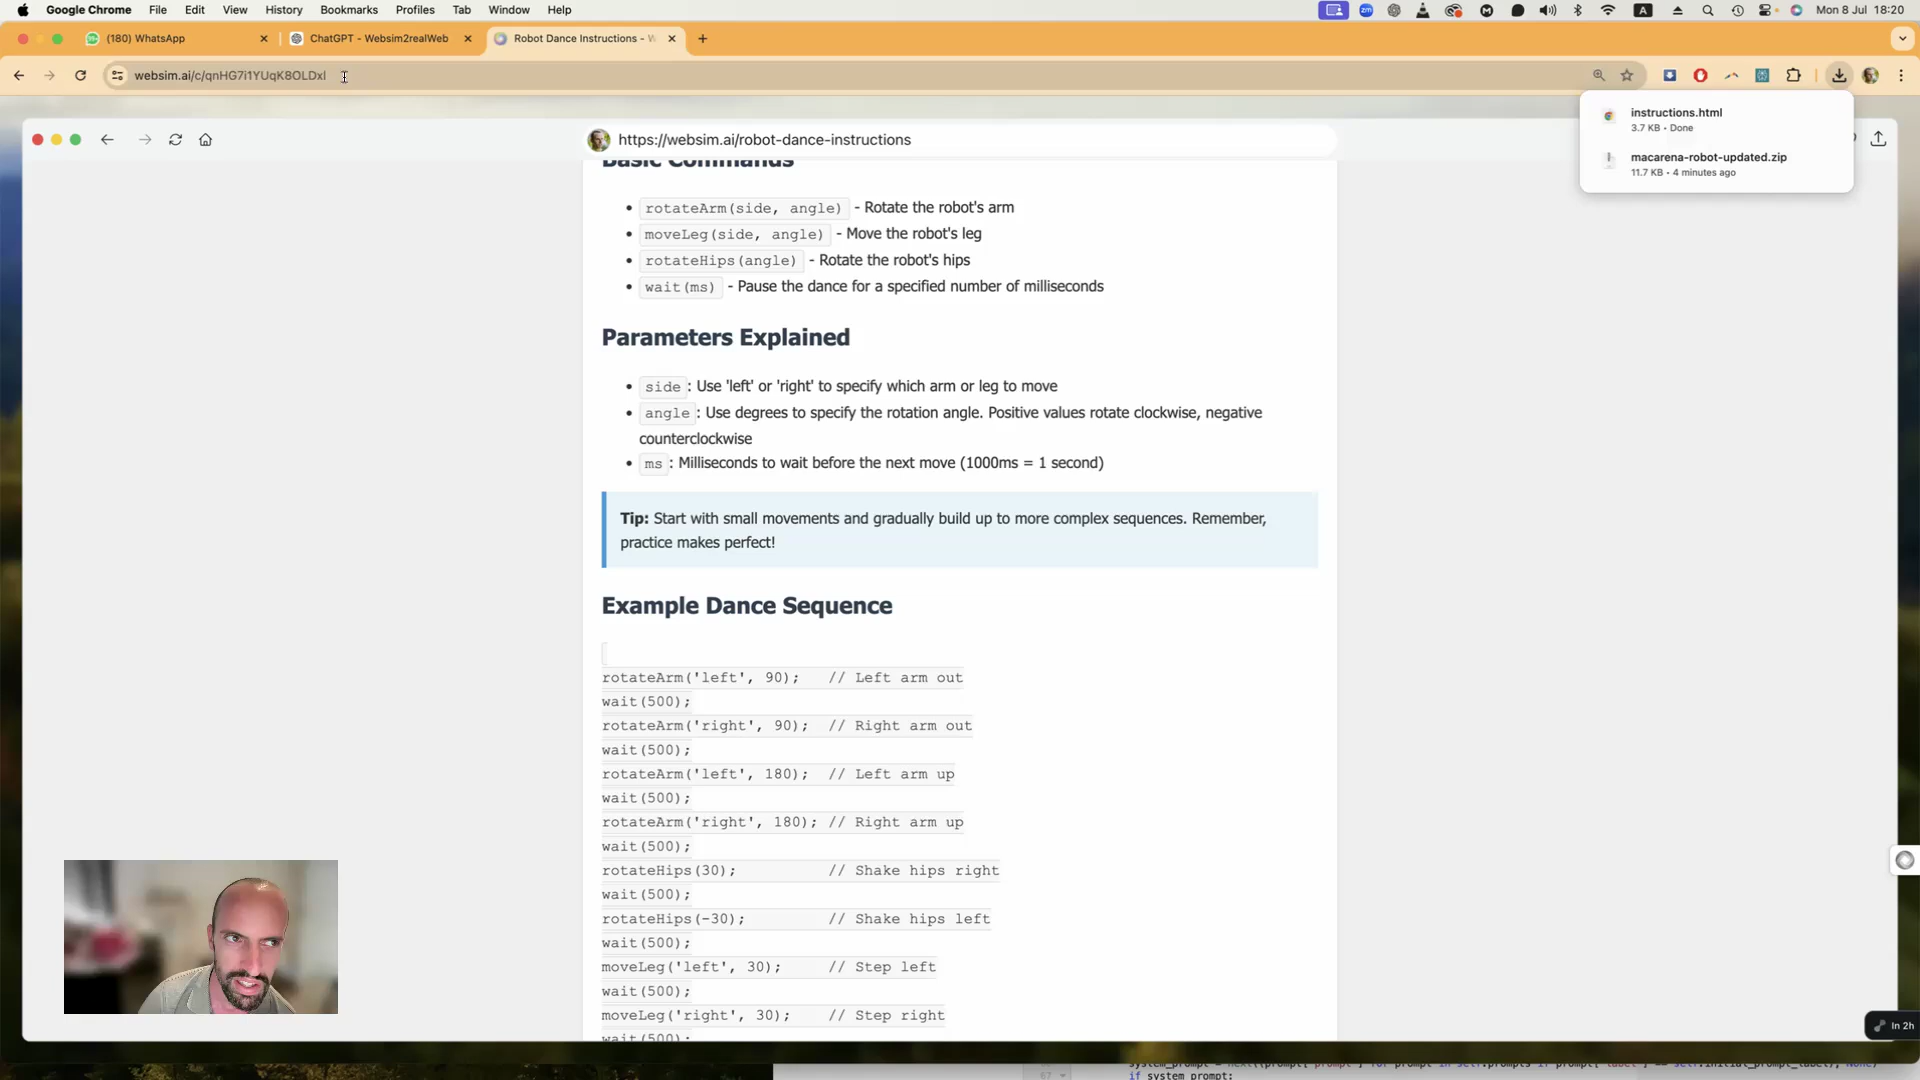 Google Chrome File Edit View History Bookmarks Profiles Tab Window Help
A Mon 8 Jul 18:20
(180) WhatsApp
ChatGPT - Websim2realWeb
Robot Dance Instructions - W
websim.ai/c/qnHG7i1YUqK8OLDxI
instructions.html
3.7 KB • Done
macarena-robot-updated.zip
11.7 KB • 4 minutes ago
https://websim.ai/robot-dance-instructions
Basic Commands
rotateArm(side, angle) - Rotate the robot's arm
moveLeg(side, angle) - Move the robot's leg
rotateHips(angle) - Rotate the robot's hips
wait(ms) - Pause the dance for a specified number of milliseconds
Parameters Explained
side: Use 'left' or 'right' to specify which arm or leg to move
angle: Use degrees to specify the rotation angle. Positive values rotate clockwise, negative
counterclockwise
ms: Milliseconds to wait before the next move (1000ms = 1 second)
Tip: Start with small movements and gradually build up to more complex sequences. Remember,
practice makes perfect!
Example Dance Sequence
rotateArm('left', 90); // Left arm out
wait(500);
rotateArm('right', 90); // Right arm out
wait(500);
rotateArm('left', 180); // Left arm up
wait(500);
rotateArm('right', 180); // Right arm up
wait(500);
rotateHips(30); // Shake hips right
wait(500);
rotateHips(-30); // Shake hips left
wait(500);
moveLeg('left', 30); // Step left
wait(500);
moveLeg('right', 30); // Step right
wait(500);
In 2h
67
if system_prompt: